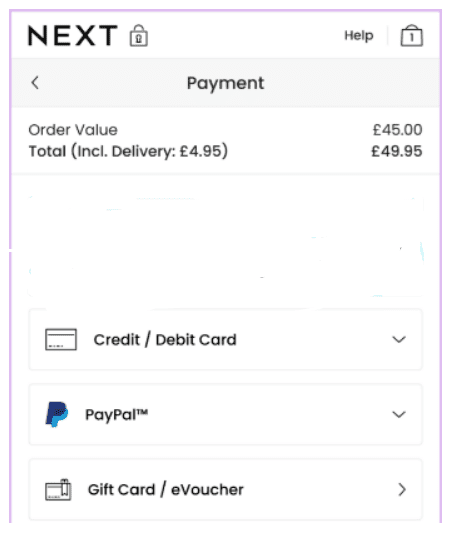 NEXT
Help
1
Payment
Order Value £45.00
Total (Incl. Delivery: £4.95) £49.95
Credit / Debit Card
PayPal™
Gift Card / eVoucher